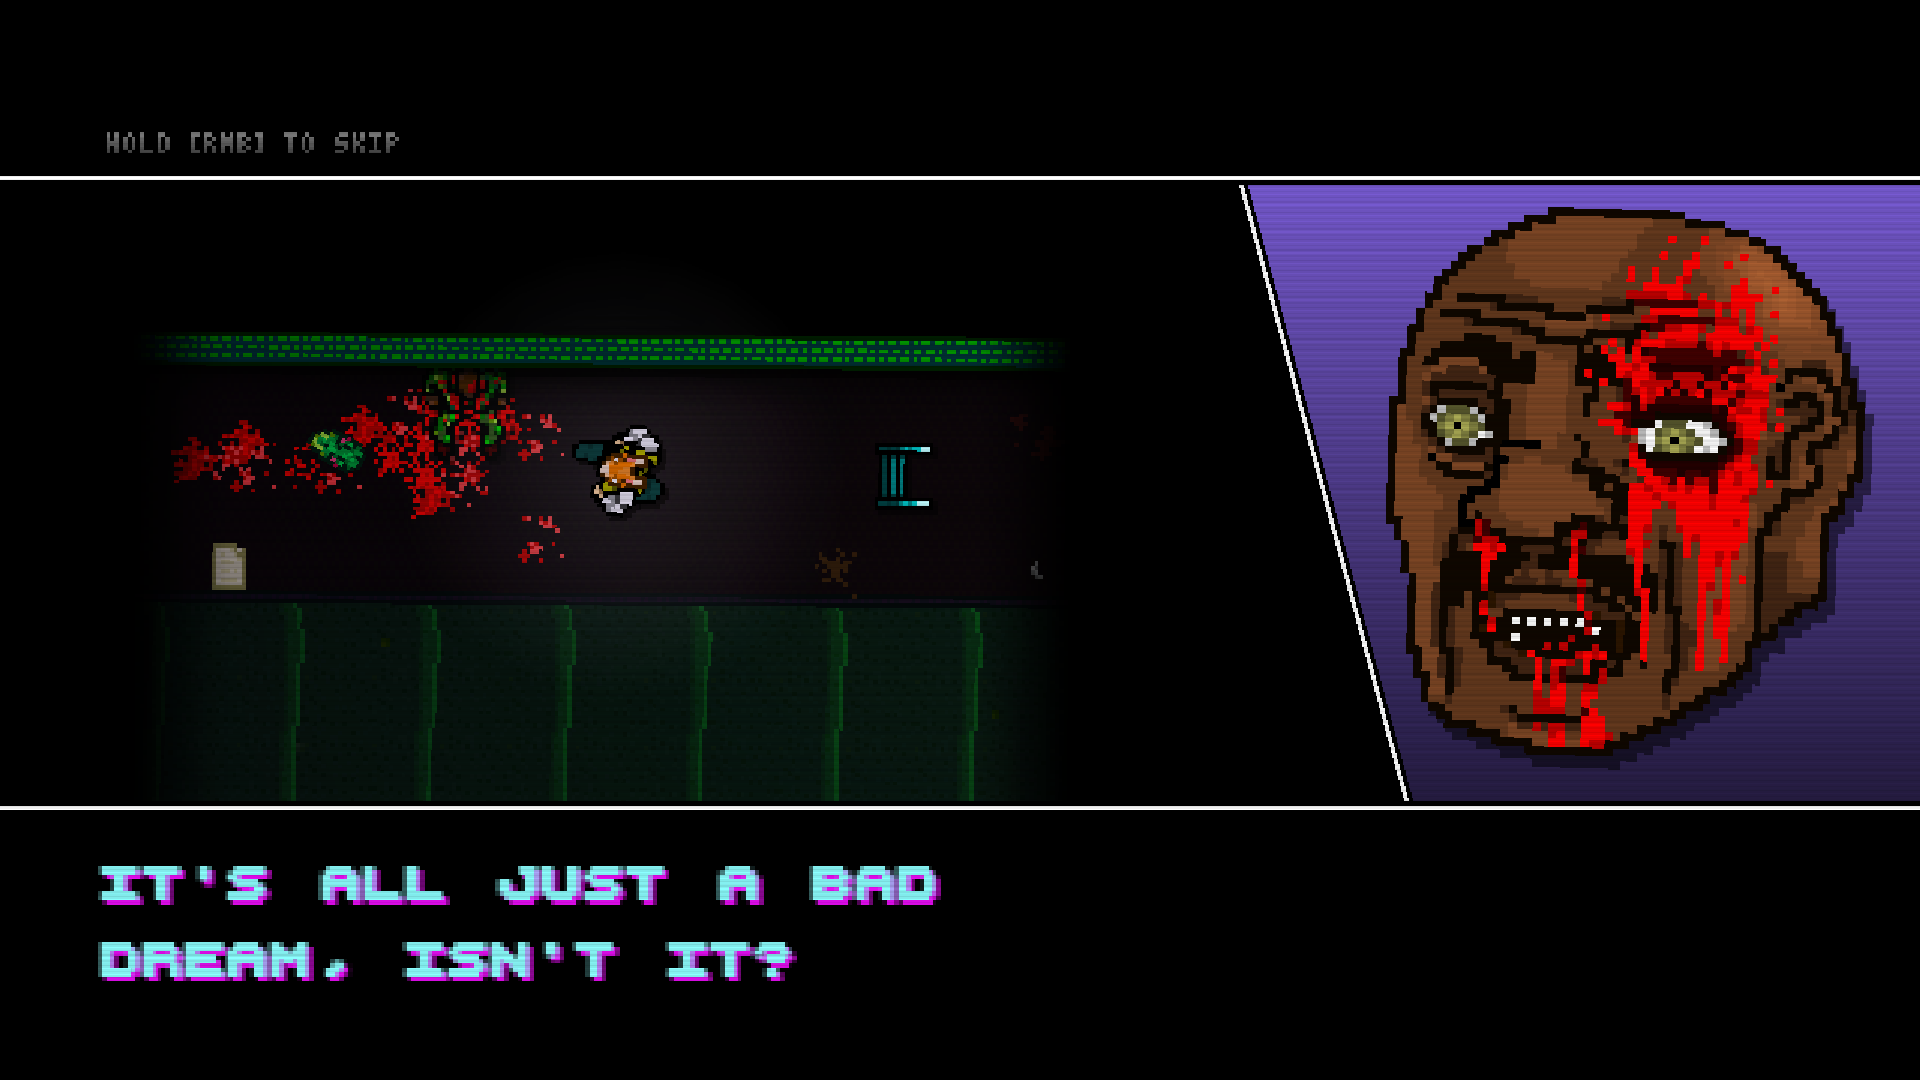 HOLD [RMB] TO SKIP
IT'S ALL JUST A BAD
DREAM, ISN'T IT?